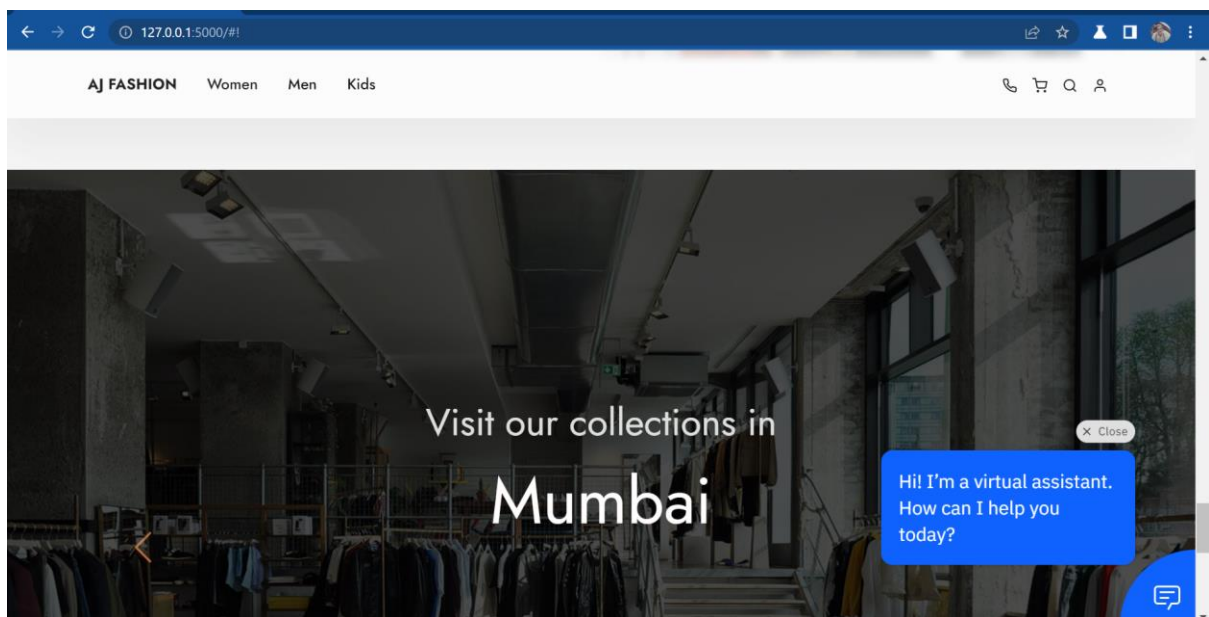 127.0.0.1:5000/#!
AJ FASHION Women Men Kids
Visit our collections in
Mumbai
× Close
Hi! I'm a virtual assistant.
How can I help you
today?